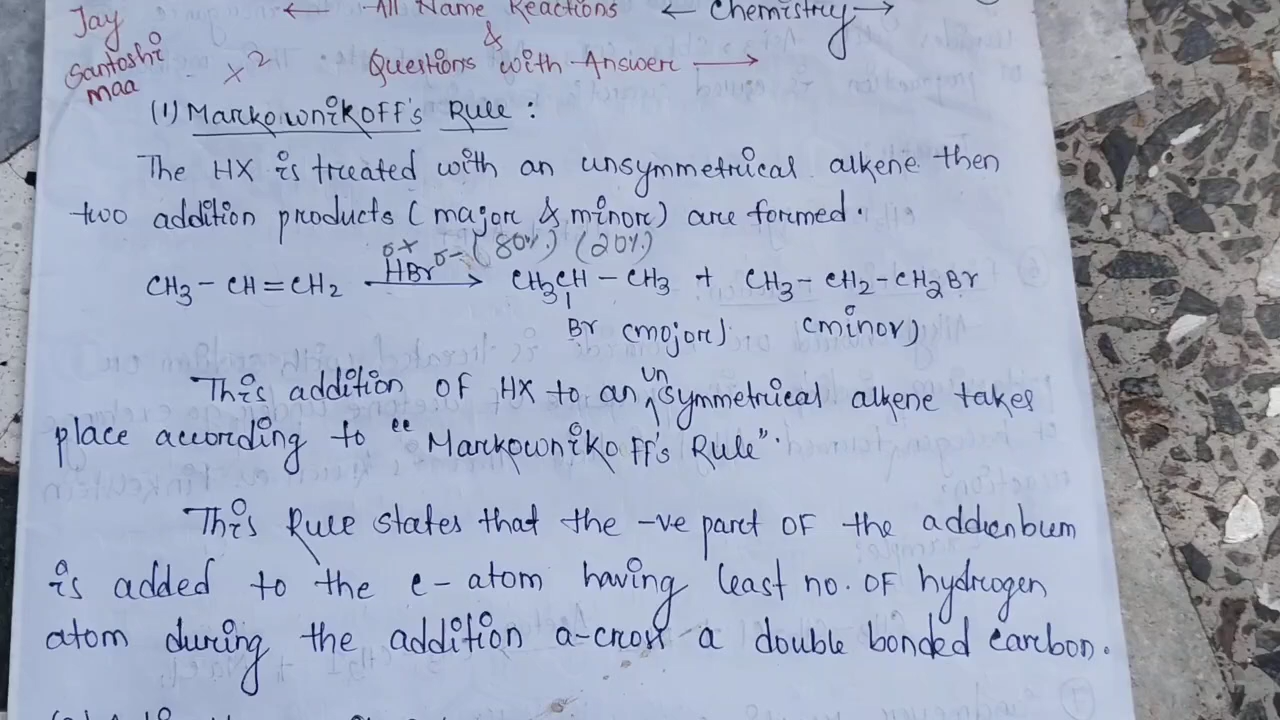 Jay Santoshi maa
← All Name Reactions ← Chemistry →
&
x² Questions with Answer →
(1) Markownikoff's Rule :
The HX is treated with an unsymmetrical alkene then
two addition products (major & minor) are formed.
(80%) (20%)
CH₃ – CH = CH₂ —HBr→ CH₃CH – CH₃ + CH₃ – CH₂ – CH₂Br
σ+ σ-
Br (mojor) (minor)
This addition OF HX to an unsymmetrical alkene takes
place according to "Markowniko ff's Rule".
This Rule states that the -ve part OF the addenbum
is added to the c-atom having least no. OF hydrogen
atom during the addition a-cross a double bonded carbon.